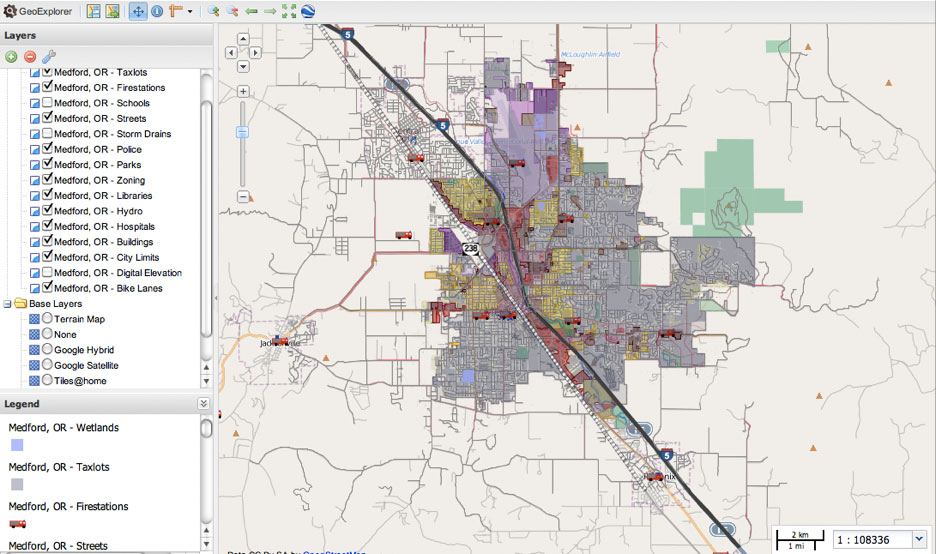 GeoExplorer
Layers
Medford, OR - Taxlots
Medford, OR - Firestations
Medford, OR - Schools
Medford, OR - Streets
Medford, OR - Storm Drains
Medford, OR - Police
Medford, OR - Parks
Medford, OR - Zoning
Medford, OR - Libraries
Medford, OR - Hydro
Medford, OR - Hospitals
Medford, OR - Buildings
Medford, OR - City Limits
Medford, OR - Digital Elevation
Medford, OR - Bike Lanes
Base Layers
Terrain Map
None
Google Hybrid
Google Satellite
Tiles@home
Legend
Medford, OR - Wetlands
Medford, OR - Taxlots
Medford, OR - Firestations
Medford, OR - Streets
5
McLoughlin Airfield
5
238
5
2 km
1 mi
1 : 108336
Data CC-By-SA by OpenStreetMap